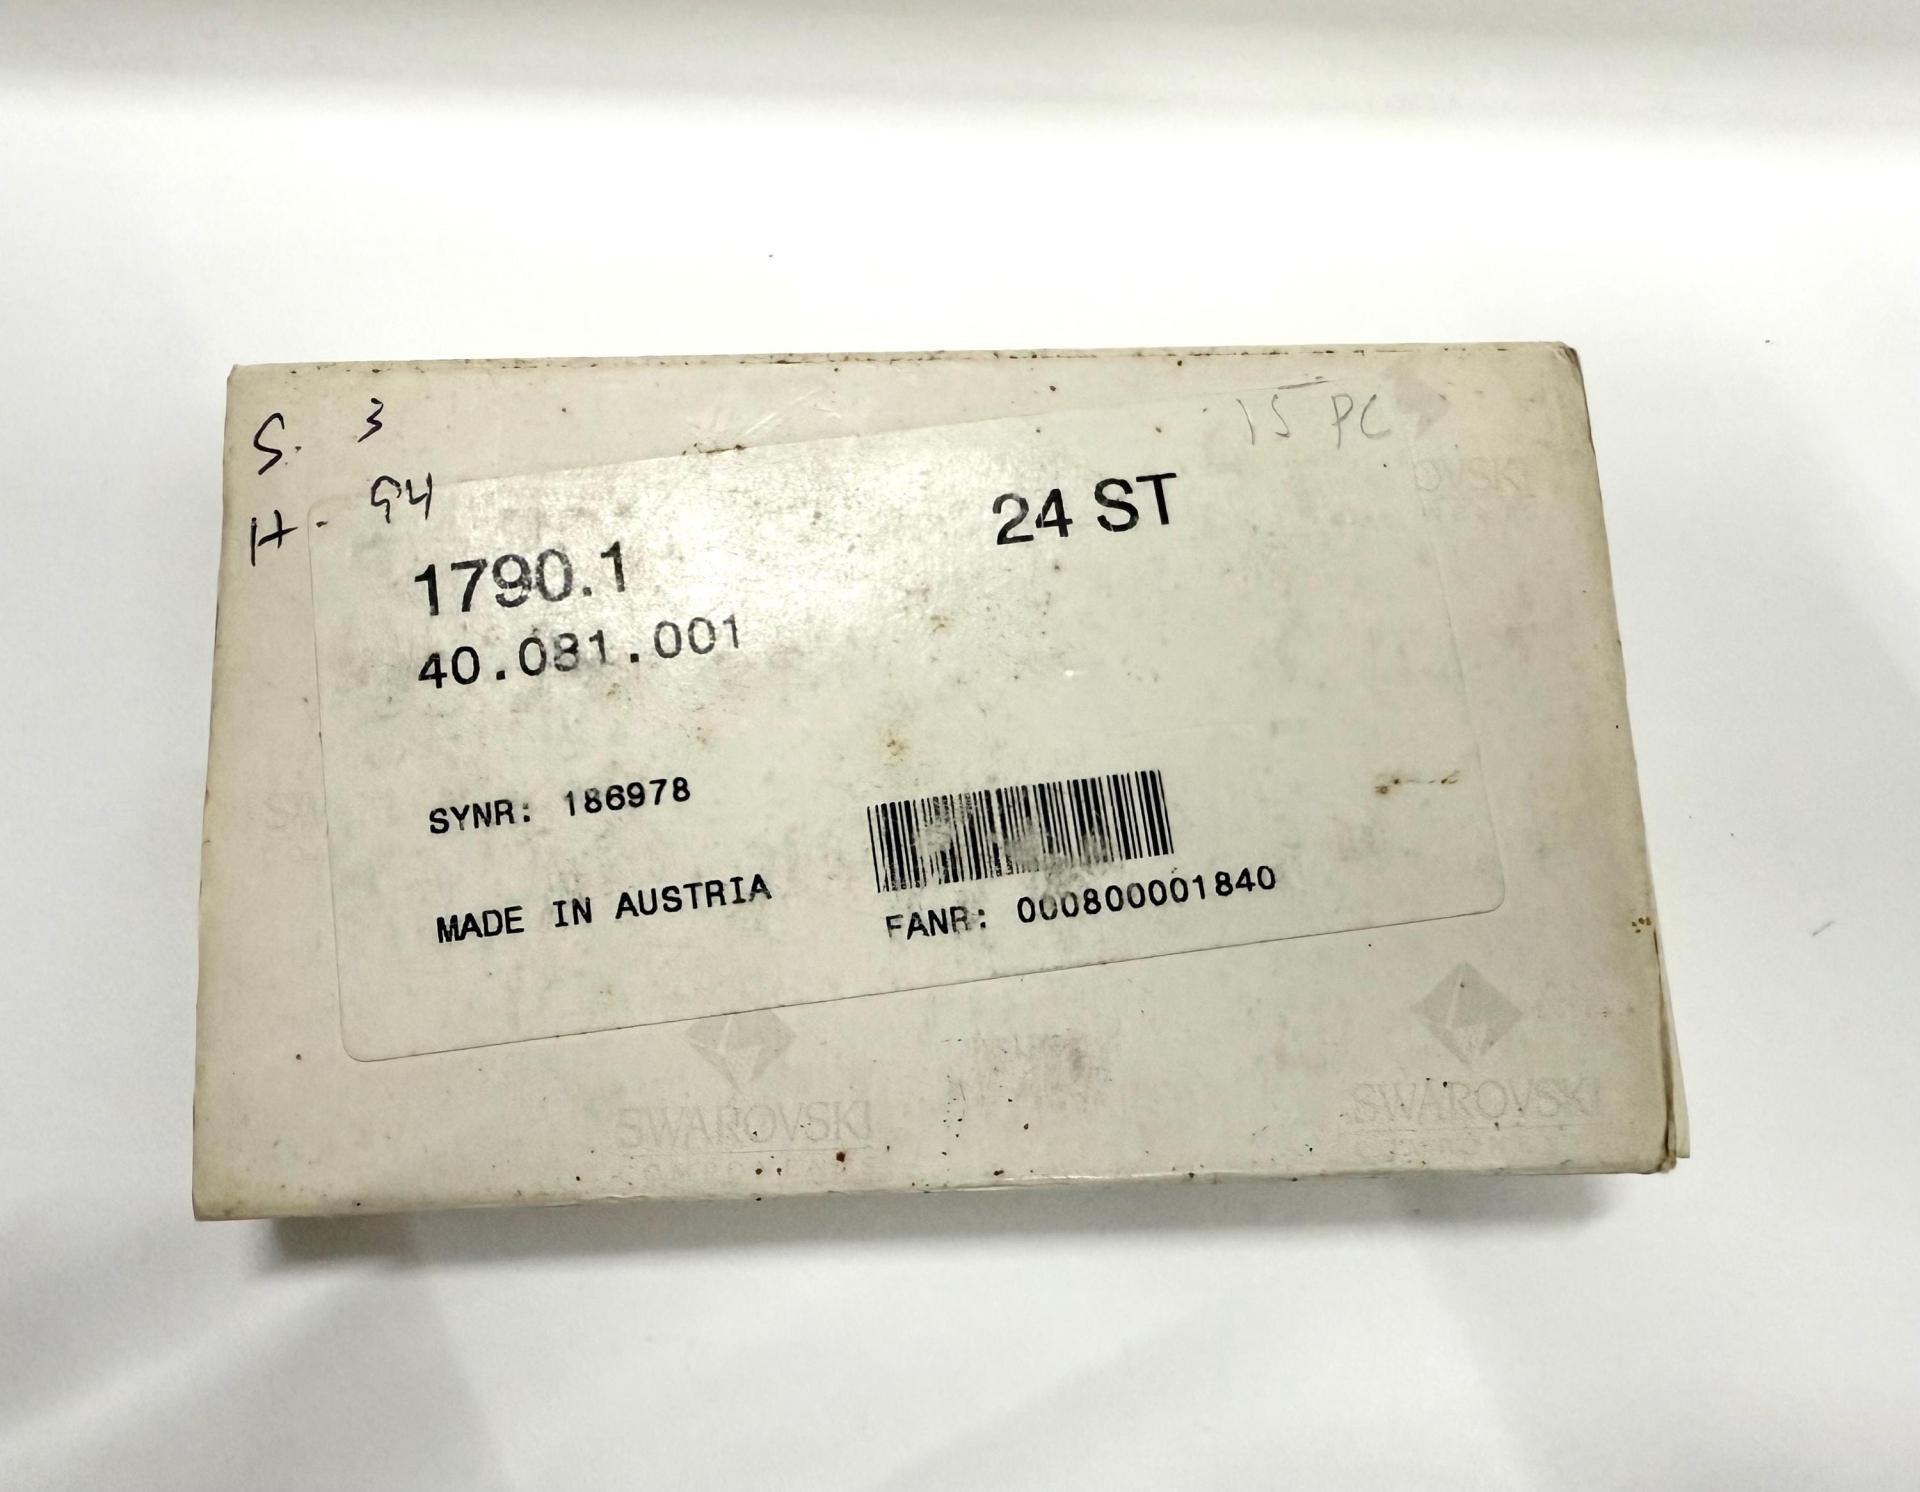 S. 3
H - 94
15 PC
OVSKI
24 ST
1790.1
40.081.001
SYNR: 186978
MADE IN AUSTRIA
FANR: 000800001840
SWAROVSKI
SWAROVSKI